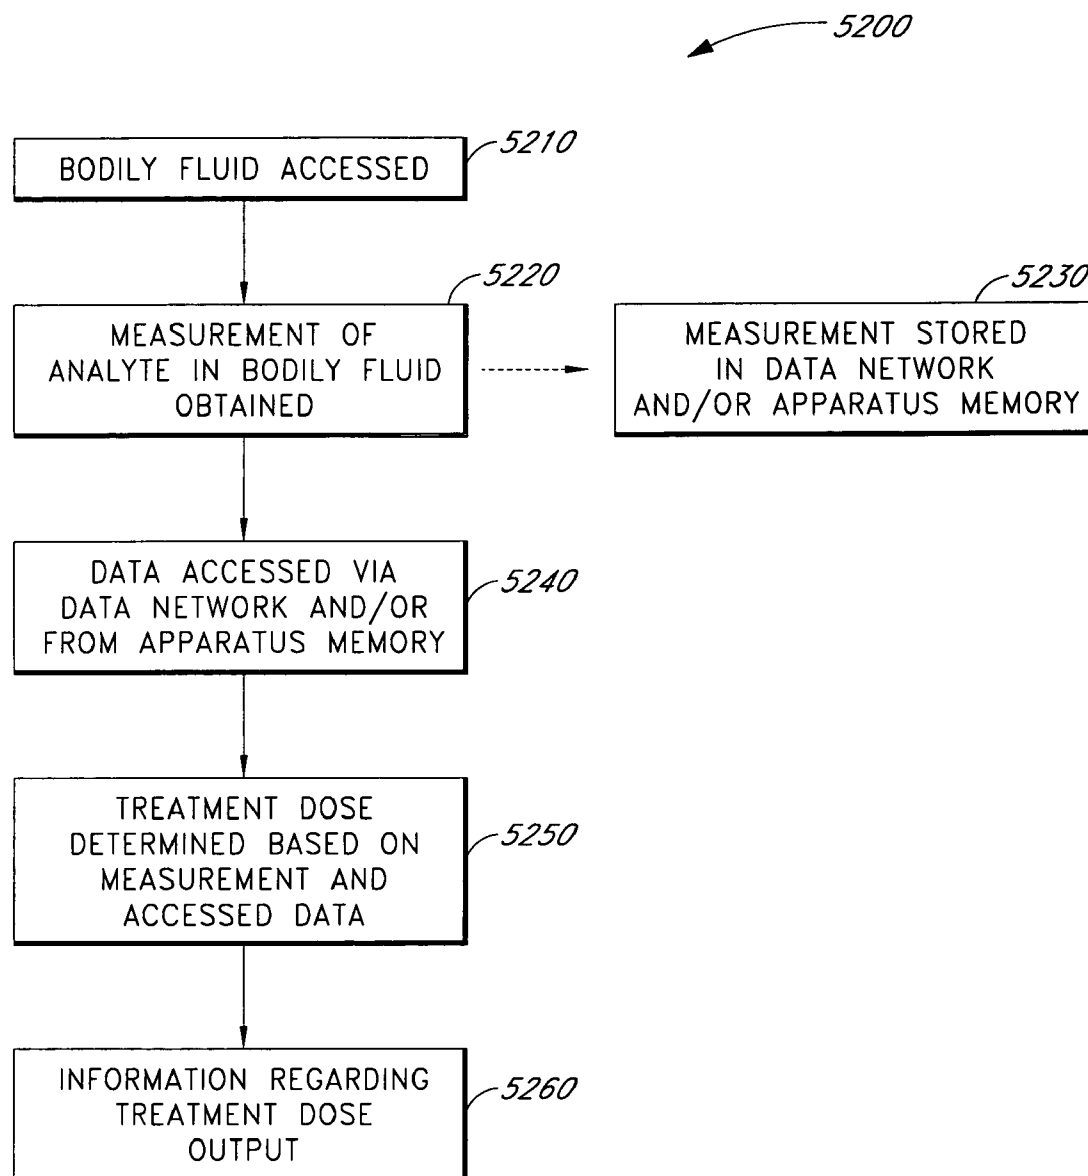 5200
BODILY FLUID ACCESSED
5210
5220
MEASUREMENT OF
ANALYTE IN BODILY FLUID
OBTAINED
5230
MEASUREMENT STORED
IN DATA NETWORK
AND/OR APPARATUS MEMORY
DATA ACCESSED VIA
DATA NETWORK AND/OR
FROM APPARATUS MEMORY
5240
TREATMENT DOSE
DETERMINED BASED ON
MEASUREMENT AND
ACCESSED DATA
5250
INFORMATION REGARDING
TREATMENT DOSE
OUTPUT
5260